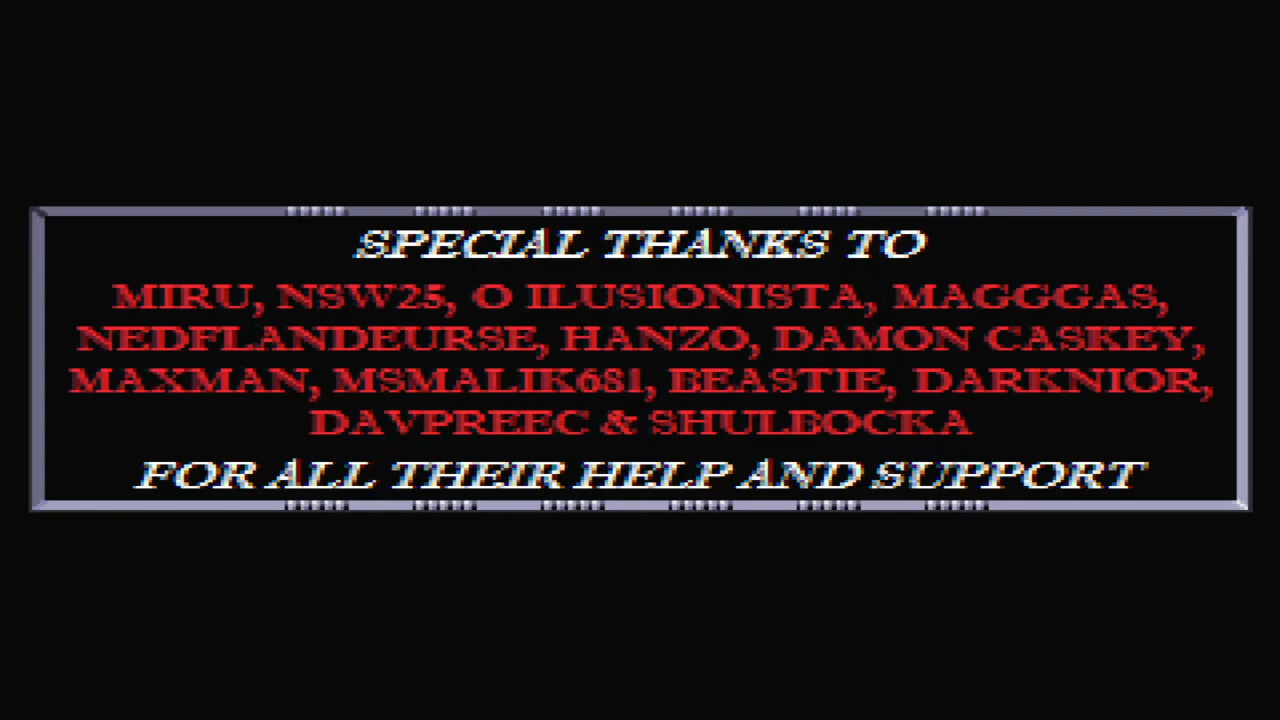 SPECIAL THANKS TO
MIRU, NSW25, O ILUSIONISTA, MAGGGAS,
NEDFLANDEURSE, HANZO, DAMON CASKEY,
MAXMAN, MSMALIK681, BEASTIE, DARKNIOR,
DAVPREEC & SHULBOCKA
FOR ALL THEIR HELP AND SUPPORT